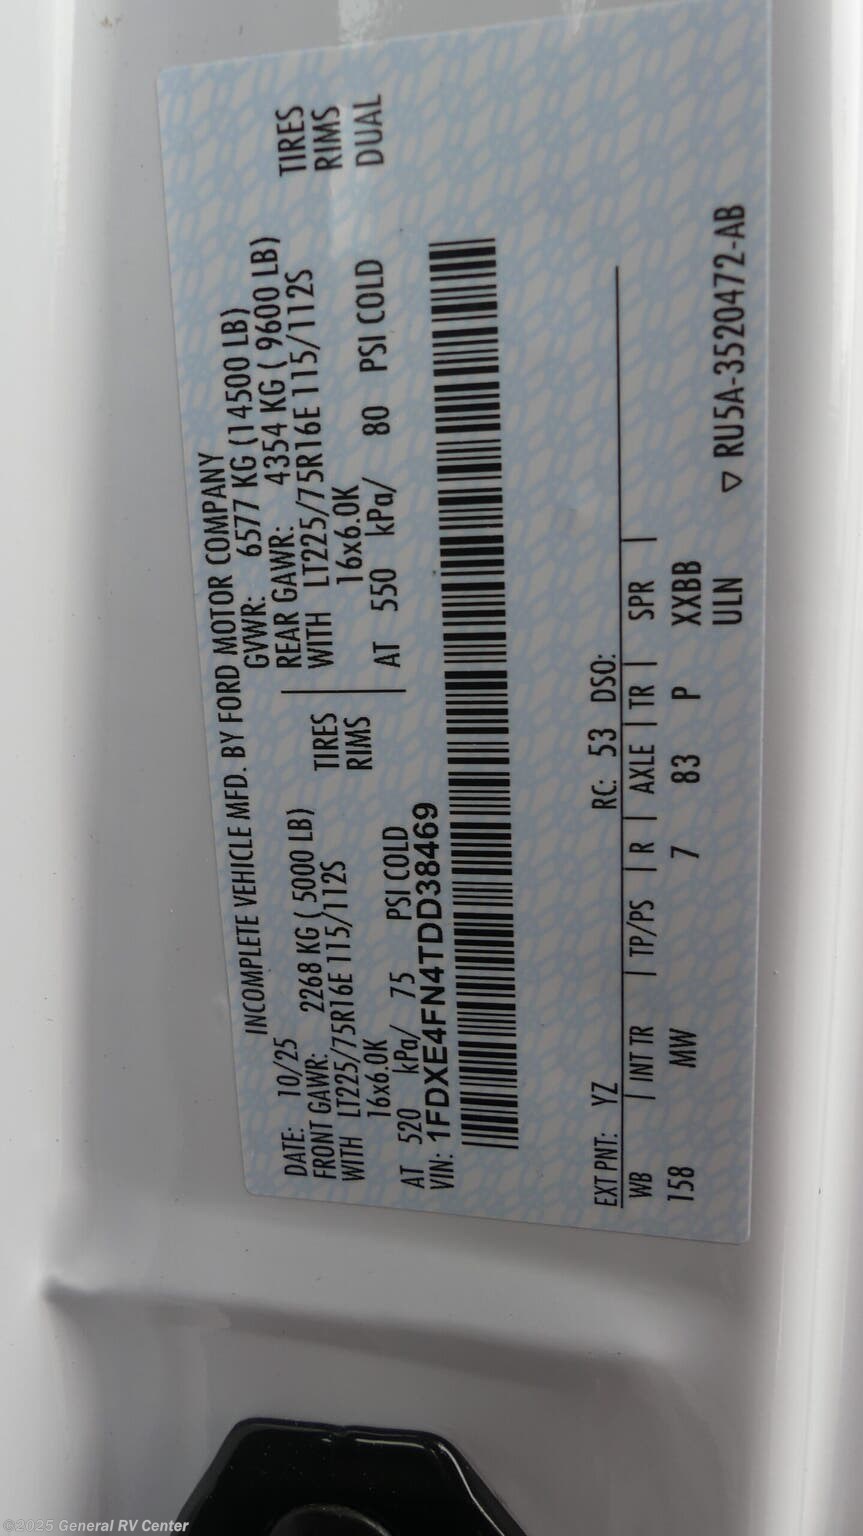 INCOMPLETE VEHICLE MFD. BY FORD MOTOR COMPANY
DATE: 10/25 GVWR: 6577 KG (14500 LB)
FRONT GAWR: 2268 KG ( 5000 LB) REAR GAWR: 4354 KG ( 9600 LB)
WITH LT225/75R16E 115/112S TIRES WITH LT225/75R16E 115/112S TIRES
16x6.0K RIMS 16x6.0K RIMS
AT 520 kPa/ 75 PSI COLD AT 550 kPa/ 80 PSI COLD DUAL
VIN: 1FDXE4FN4TDD38469
EXT PNT: YZ RC: 53 DSO:
WB | INT TR | TP/PS | R | AXLE | TR | SPR |
158 MW 7 83 P XXBB
ULN ▽ RU5A-3520472-AB
©2025 General RV Center